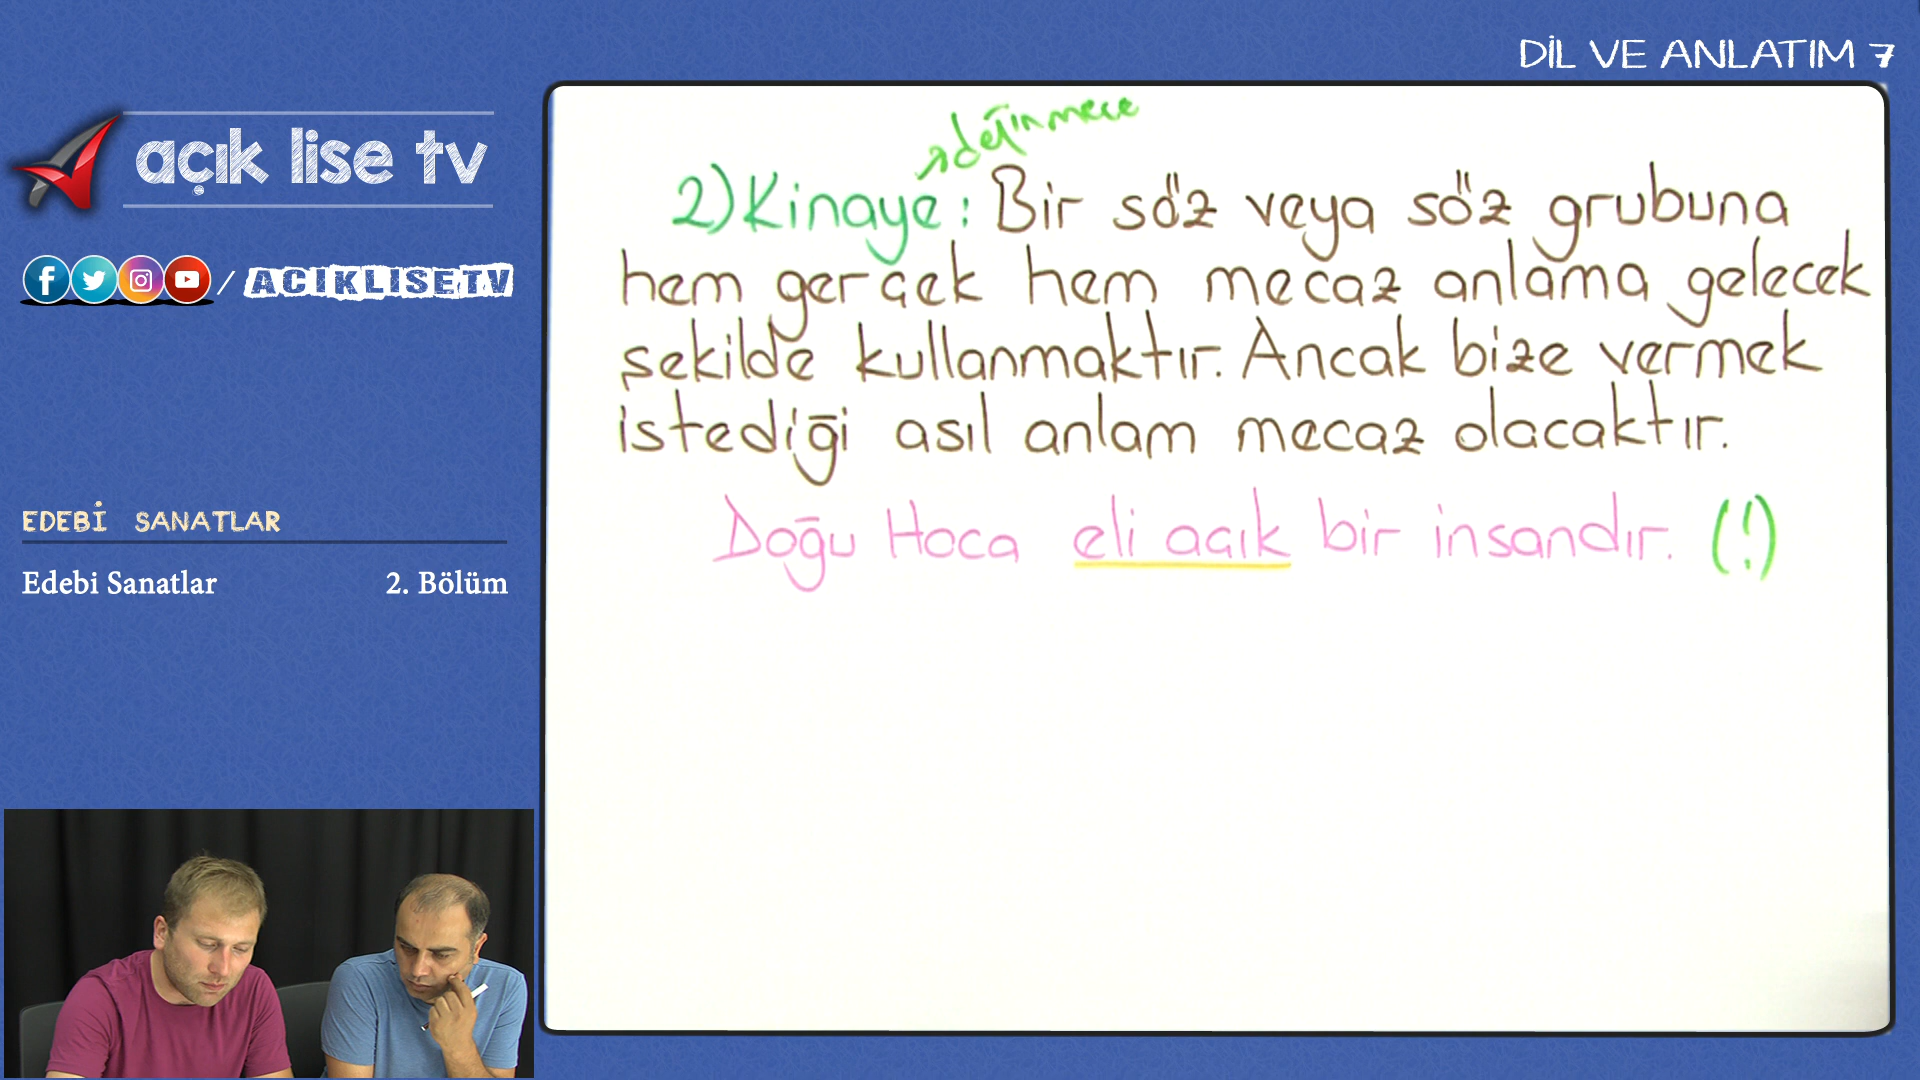 DİL VE ANLATIM 7
açık lise tv
/ ACIKLISETV
EDEBİ SANATLAR
Edebi Sanatlar 2. Bölüm
değinmece
2) Kinaye: Bir söz veya söz grubuna
hem gerçek hem mecaz anlama gelecek
şekilde kullanmaktır. Ancak bize vermek
istediği asıl anlam mecaz olacaktır.
Doğu Hoca eli açık bir insandır. (!)